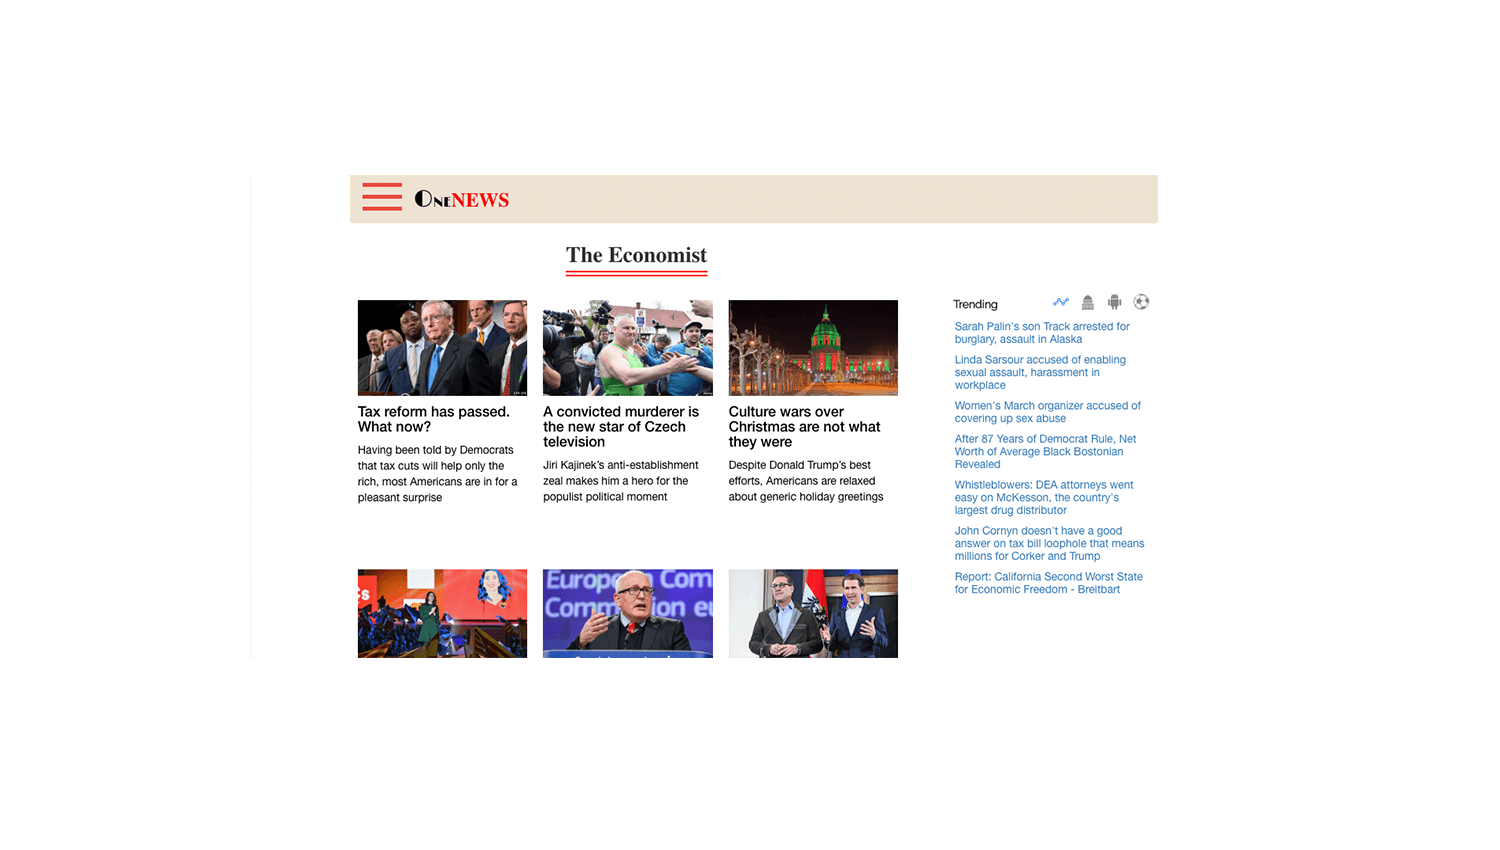 OneNEWS
The Economist
Tax reform has passed.
What now?
Having been told by Democrats
that tax cuts will help only the
rich, most Americans are in for a
pleasant surprise
A convicted murderer is
the new star of Czech
television
Jiri Kajinek’s anti-establishment
zeal makes him a hero for the
populist political moment
Culture wars over
Christmas are not what
they were
Despite Donald Trump’s best
efforts, Americans are relaxed
about generic holiday greetings
Trending
Sarah Palin’s son Track arrested for
burglary, assault in Alaska
Linda Sarsour accused of enabling
sexual assault, harassment in
workplace
Women’s March organizer accused of
covering up sex abuse
After 87 Years of Democrat Rule, Net
Worth of Average Black Bostonian
Revealed
Whistleblowers: DEA attorneys went
easy on McKesson, the country’s
largest drug distributor
John Cornyn doesn’t have a good
answer on tax bill loophole that means
millions for Corker and Trump
Report: California Second Worst State
for Economic Freedom - Breitbart
Cs
European Com
Commission eu